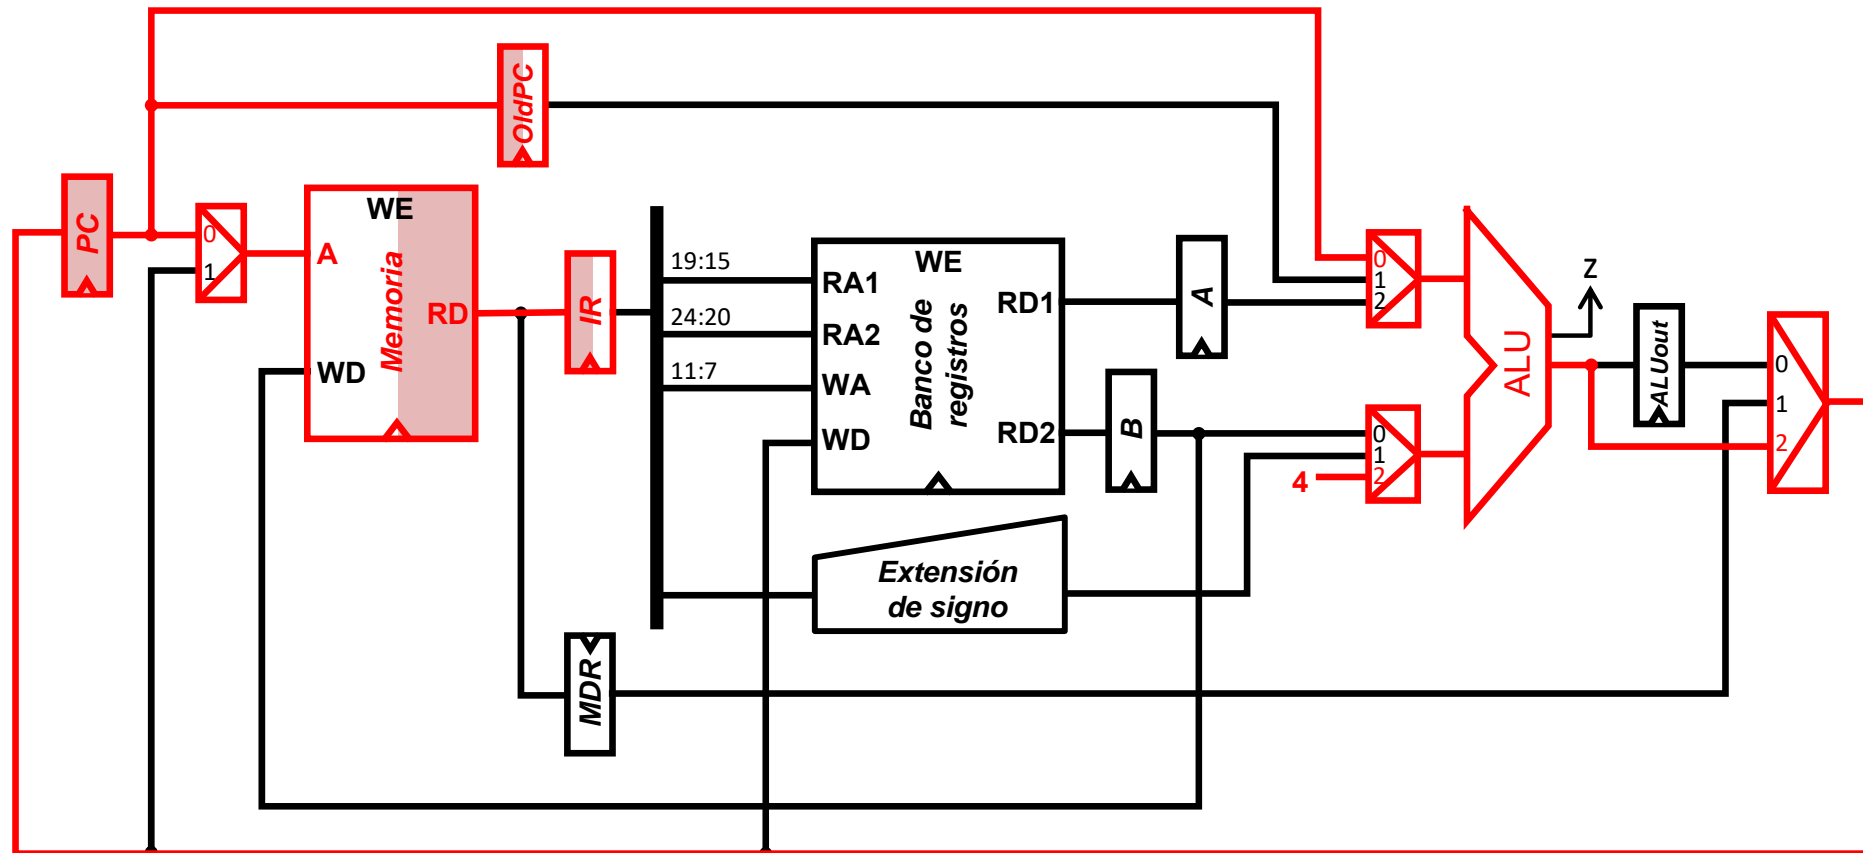 OldPC
PC
0
1
WE
A
Memoria
RD
WD
IR
19:15
24:20
11:7
WE
RA1
RA2
WA
WD
Banco de
registros
RD1
RD2
A
B
0
1
2
0
1
2
4
ALU
Z
ALUout
0
1
2
Extensión
de signo
MDR